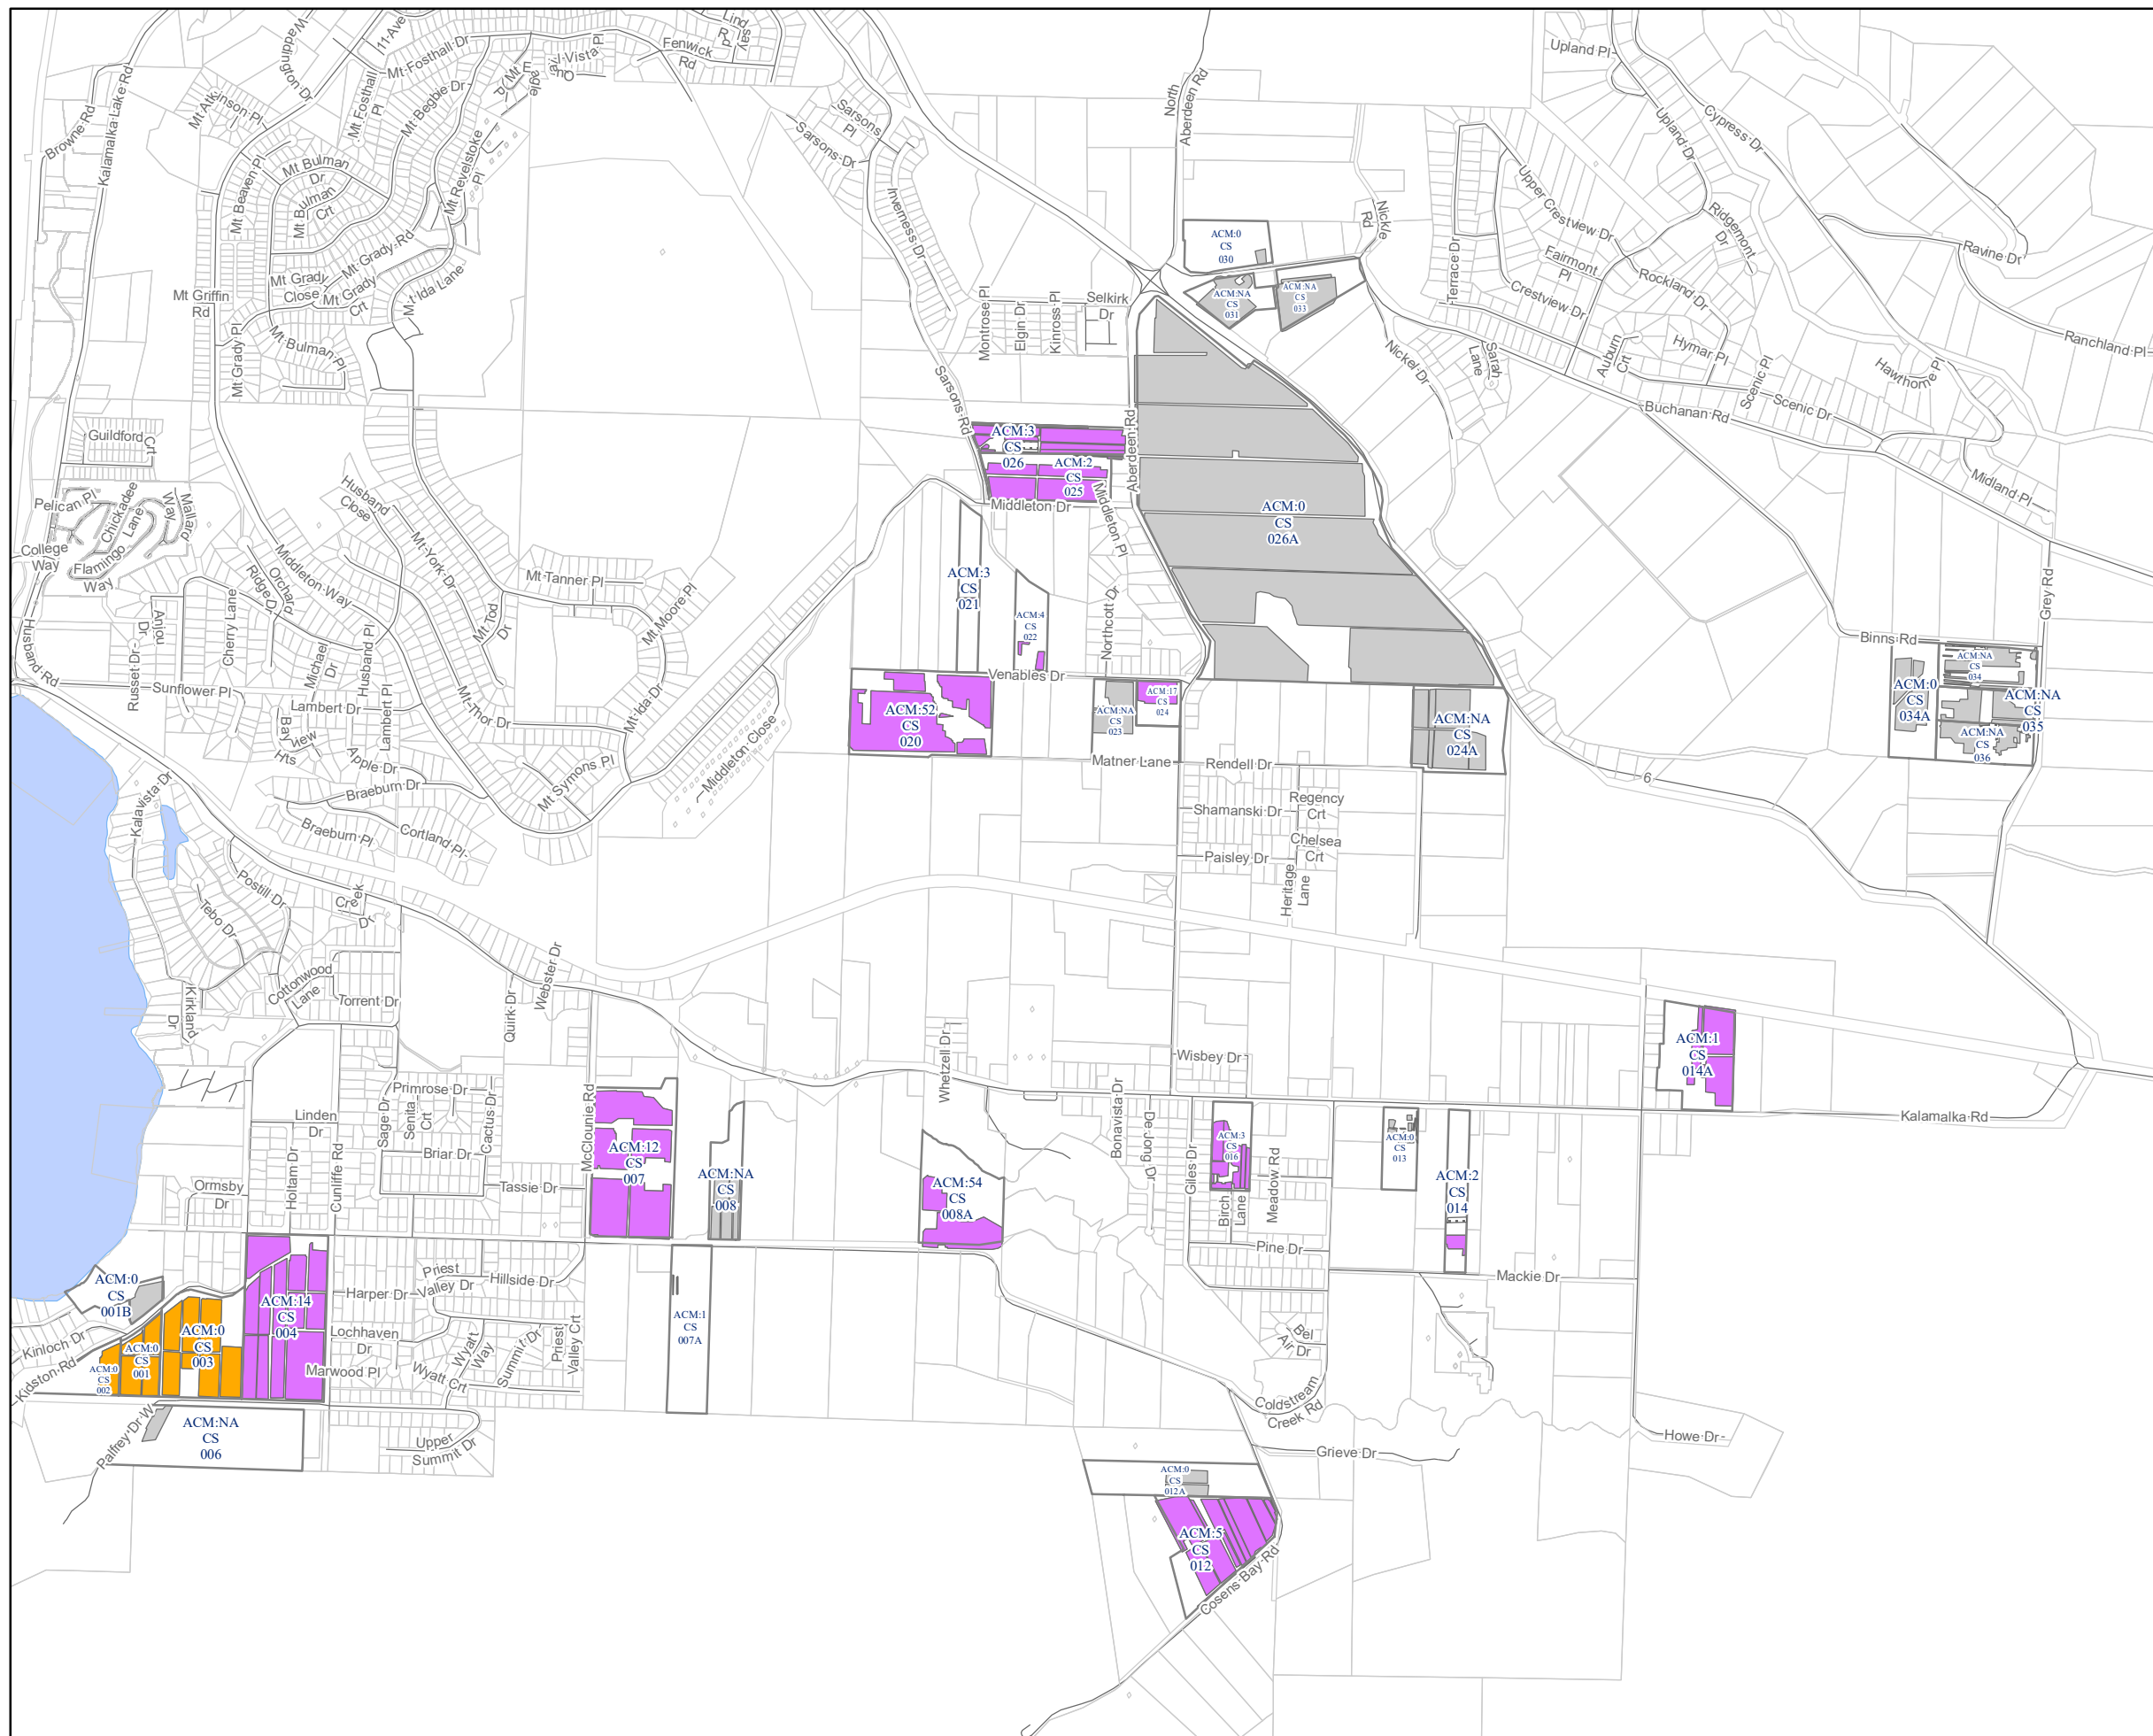 Waddington Dr
11 Ave
Mt Fosthall Dr
Vista Pl
Fenwick
Rd
Lindsay
Rd
Upland Pl
Browne Rd
Kalamalka Lake Rd
Mt Atkinson Pl
Mt Fosthall
Pl
Mt Begbie Dr
Sarsons
Pl
Sarsons Dr
North
Aberdeen Rd
Upland Dr
Cypress Dr
Mt Beaven Pl
Mt Bulman
Dr
Mt Bulman
Crt
Mt Revelstoke
Pl
Inverness Dr
Nickle
Rd
Upper Crestview Dr
Ridgemont
Dr
Ravine Dr
ACM:0
CS
030
ACM:NA
CS
031
ACM:NA
CS
033
Terrace Dr
Fairmont
Pl
Rockland Dr
Crestview Dr
Mt Grady Rd
Mt Grady
Close
Mt Grady
Crt
Mt Ida Lane
Mt Griffin
Rd
Mt Grady Pl
Mt Bulman Pl
Montrose Pl
Elgin Dr
Kinross Pl
Selkirk
Dr
Nickel Dr
Sarah
Lane
Auburn
Crt
Hymar Pl
Scenic Pl
Scenic Dr
Hawthorne Pl
Ranchland Pl
Buchanan Rd
Midland Pl
Sarsons Rd
Aberdeen Rd
Guildford
Crt
ACM:3
CS
026
ACM:2
CS
025
Middleton Dr
Middleton Pl
ACM:0
CS
026A
Pelican Pl
Chickadee
Lane
Mallard
Way
College
Way
Flamingo
Way
Husband
Close
Mt York Dr
Middleton Way
Orchard
Ridge Dr
Mt Tanner Pl
Mt Moore Pl
Mt Tod
Dr
ACM:3
CS
021
ACM:4
CS
022
Northcott Dr
Venables Dr
Grey Rd
Binns Rd
ACM:NA
CS
034
ACM:0
CS
034A
ACM:NA
CS
035
ACM:NA
CS
036
Husband Rd
Anjou
Dr
Russet Dr
Cherry Lane
Michael
Dr
Husband Pl
Sunflower Pl
Lambert Dr
Lambert Pl
Bay
view
Hts
Apple Dr
Mt Thor Dr
Mt Ida Dr
ACM:52
CS
020
ACM:NA
CS
023
ACM:17
CS
024
ACM:NA
CS
024A
Braeburn Dr
Mt Symons Pl
Middleton Close
Matner Lane
Rendell Dr
6
Kalavista Dr
Braeburn Pl
Cortland Pl
Shamanski Dr
Regency
Crt
Chelsea
Crt
Paisley Dr
Heritage
Lane
Postill Dr
Tebo Dr
Creek
Dr
Webster Dr
Quirk Dr
Cottonwood
Lane
Torrent Dr
Kirkland
Dr
Whetzell Dr
Wisbey Dr
ACM:1
CS
014A
Kalamalka Rd
Primrose Dr
Linden
Dr
Sage Dr
Senita
Crt
Cactus Dr
Briar Dr
Holtam Dr
Cunliffe Rd
Tassie Dr
McClounie Rd
ACM:12
CS
007
ACM:NA
CS
008
ACM:54
CS
008A
Bonavista Dr
De Jong Dr
Giles Dr
ACM:3
CS
016
Birch
Lane
Meadow Rd
ACM:0
CS
013
ACM:2
CS
014
Ormsby
Dr
Pine Dr
Mackie Dr
ACM:0
CS
001B
ACM:14
CS
004
ACM:0
CS
003
ACM:0
CS
001
ACM:0
CS
002
Kinloch Dr
Kidston Rd
Priest
Valley Dr
Hillside Dr
Harper Dr
Lochhaven
Dr
Marwood Pl
Wyatt
Way
Wyatt Crt
Summit Dr
Priest
Valley Crt
ACM:1
CS
007A
Bel
Air Dr
Coldstream
Creek Rd
Palfrey Dr W
ACM:NA
CS
006
Upper
Summit Dr
Grieve Dr
Howe Dr
ACM:0
CS
012A
ACM:5
CS
012
Cosens Bay Rd